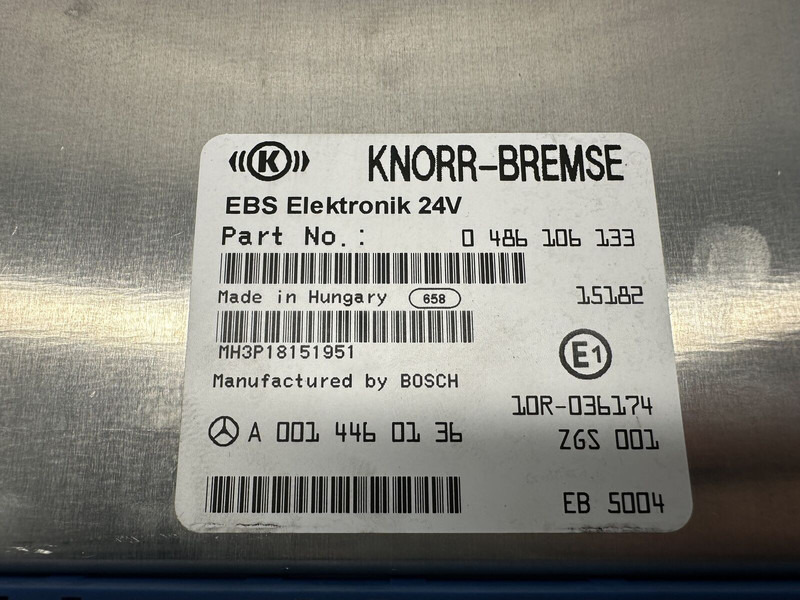 ((K)) KNORR-BREMSE
EBS Elektronik 24V
Part No.: 0 486 106 133
Made in Hungary 658 15182
MH3P18151951
E1
Manufactured by BOSCH
10R-036174
A 001 446 01 36 ZGS 001
EB 5004